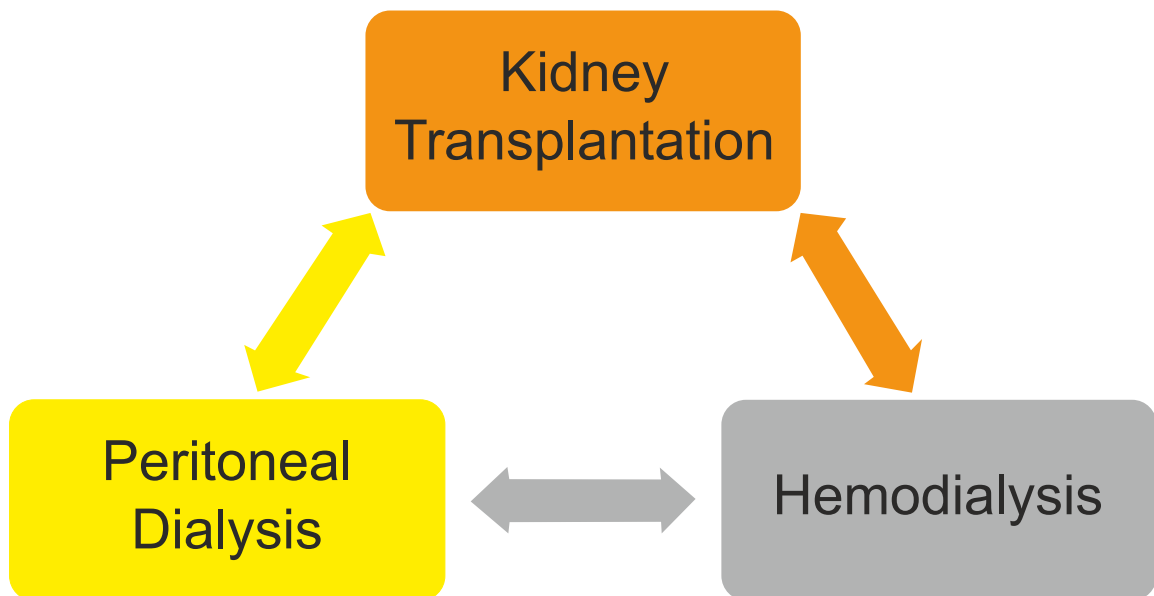 Kidney
Transplantation
Peritoneal
Dialysis
Hemodialysis